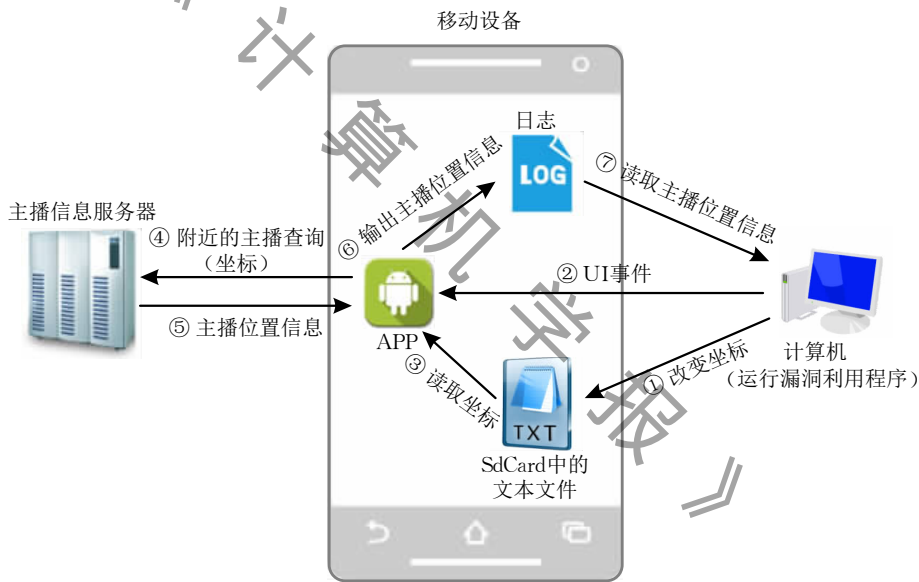 移动设备
日志
LOG
⑦ 读取主播位置信息
⑥ 输出主播位置信息
主播信息服务器
④ 附近的主播查询
（坐标）
② UI事件
⑤ 主播位置信息
APP
③ 读取坐标
① 改变坐标
计算机
（运行漏洞利用程序）
TXT
SdCard中的
文本文件
计算机学报》